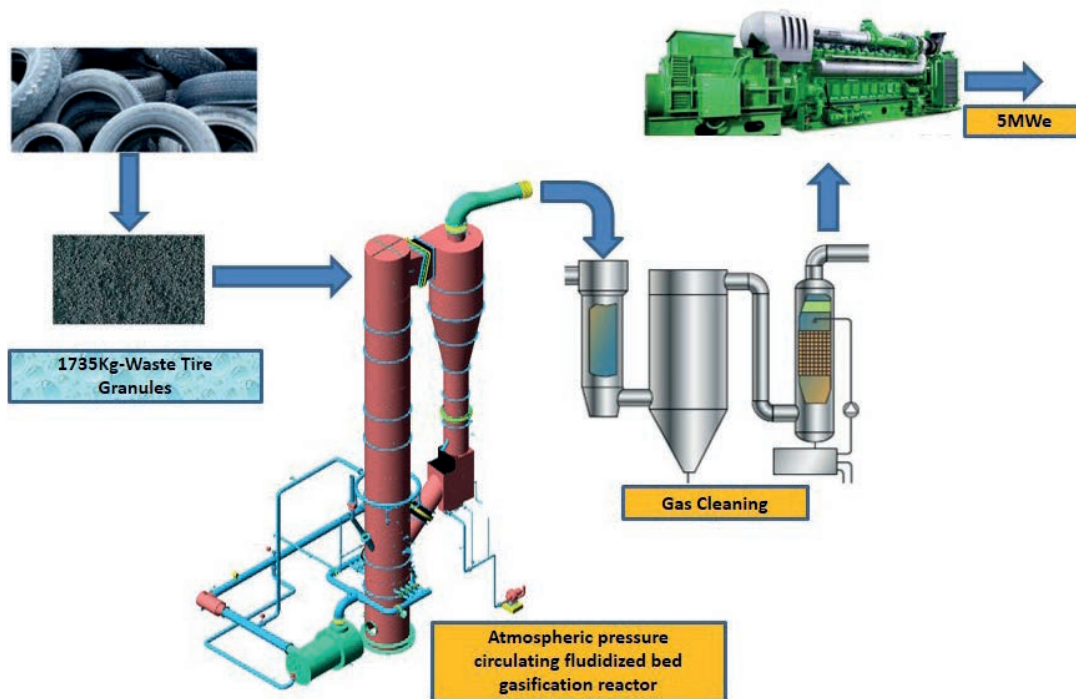 5MWe
1735Kg-Waste Tire
Granules
Gas Cleaning
Atmospheric pressure
circulating fludidized bed
gasification reactor